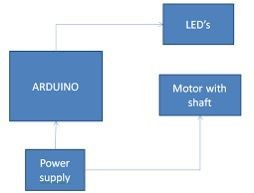 LED's
ARDUINO
Motor with
shaft
Power
supply